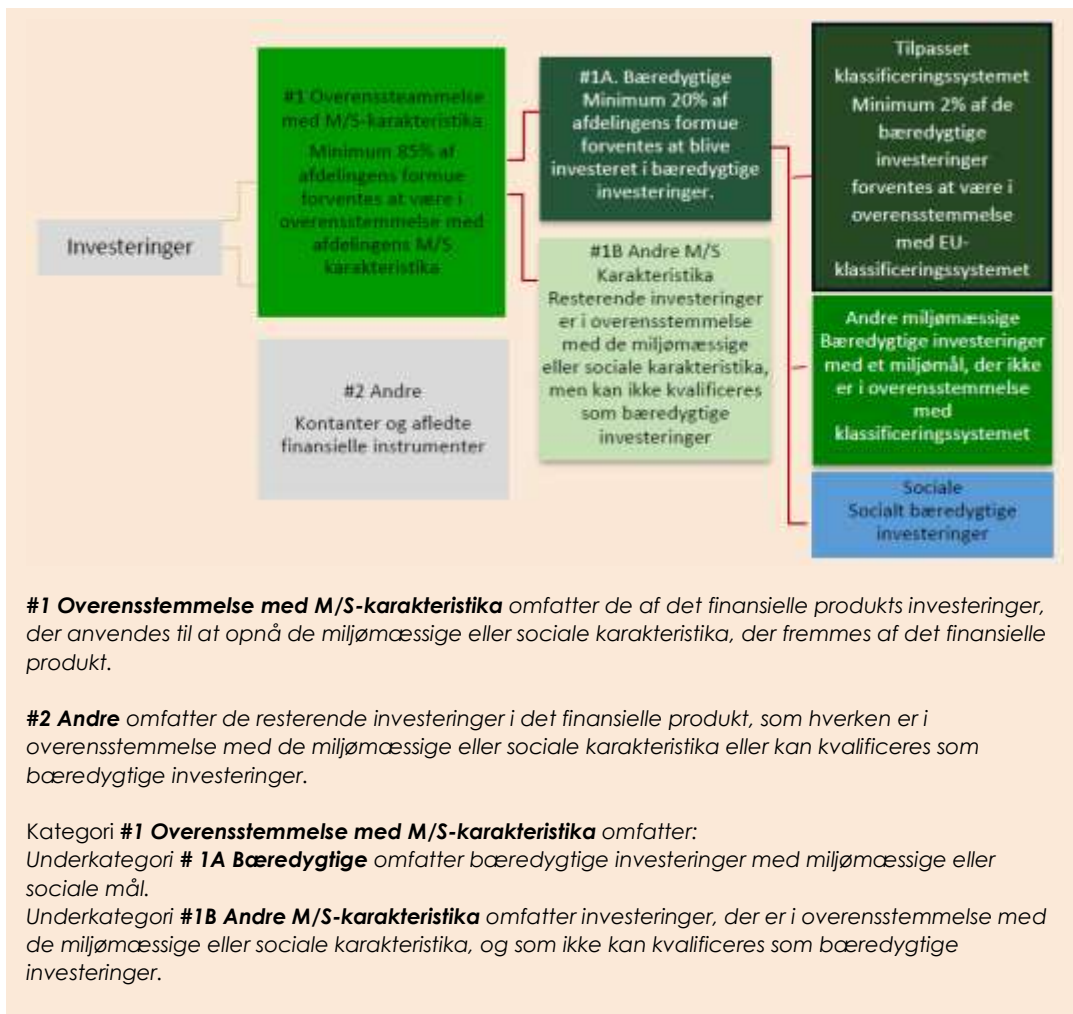 Investeringer
#1 Overenssteammelse
med M/S-karakteristika
Minimum 85% af
afdelingens formue
forventes at være i
overensstemmelse med
afdelingens M/S
karakteristika
#2 Andre
Kontanter og afledte
finansielle instrumenter
#1A. Bæredygtige
Minimum 20% af
afdelingens formue
forventes at blive
investeret i bæredygtige
investeringer.
#1B Andre M/S
Karakteristika
Resterende investeringer
er i overensstemmelse
med de miljømæssige
eller sociale karakteristika,
men kan ikke kvalificeres
som bæredygtige
investeringer
Tilpasset
klassificeringssystemet
Minimum 2% af de
bæredygtige
investeringer
forventes at være i
overensstemmelse
med EU-
klassificeringssystemet
Andre miljømæssige
Bæredygtige investeringer
med et miljømål, der ikke
er i overensstemmelse
med
klassificeringssystemet
Sociale
Socialt bæredygtige
investeringer
#1 Overensstemmelse med M/S-karakteristika omfatter de af det finansielle produkts investeringer,
der anvendes til at opnå de miljømæssige eller sociale karakteristika, der fremmes af det finansielle
produkt.
#2 Andre omfatter de resterende investeringer i det finansielle produkt, som hverken er i
overensstemmelse med de miljømæssige eller sociale karakteristika eller kan kvalificeres som
bæredygtige investeringer.
Kategori #1 Overensstemmelse med M/S-karakteristika omfatter:
Underkategori # 1A Bæredygtige omfatter bæredygtige investeringer med miljømæssige eller
sociale mål.
Underkategori #1B Andre M/S-karakteristika omfatter investeringer, der er i overensstemmelse med
de miljømæssige eller sociale karakteristika, og som ikke kan kvalificeres som bæredygtige
investeringer.